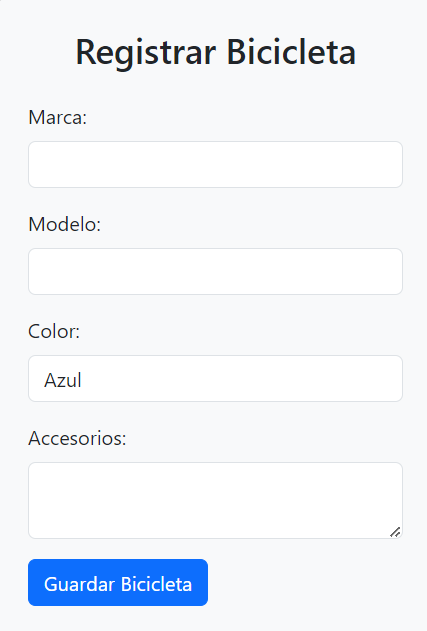 Registrar Bicicleta
Marca:
Modelo:
Color:
Azul
Accesorios:
Guardar Bicicleta